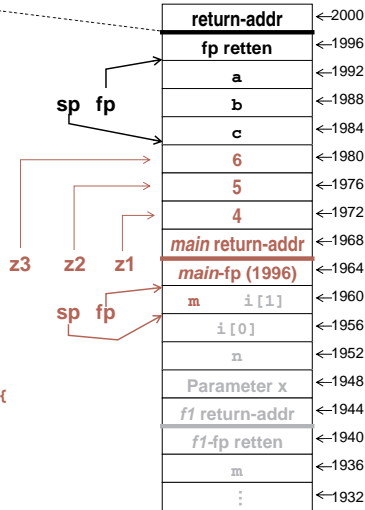 return-addr ←2000
fp retten ←1996
a ←1992
sp fp b ←1988
c ←1984
6 ←1980
5 ←1976
4 ←1972
z3 z2 z1 main return-addr ←1968
main-fp (1996) ←1964
sp fp m i[1] ←1960
i[0] ←1956
n ←1952
Parameter x ←1948
{ f1 return-addr ←1944
f1-fp retten ←1940
m ←1936
⋮ ←1932